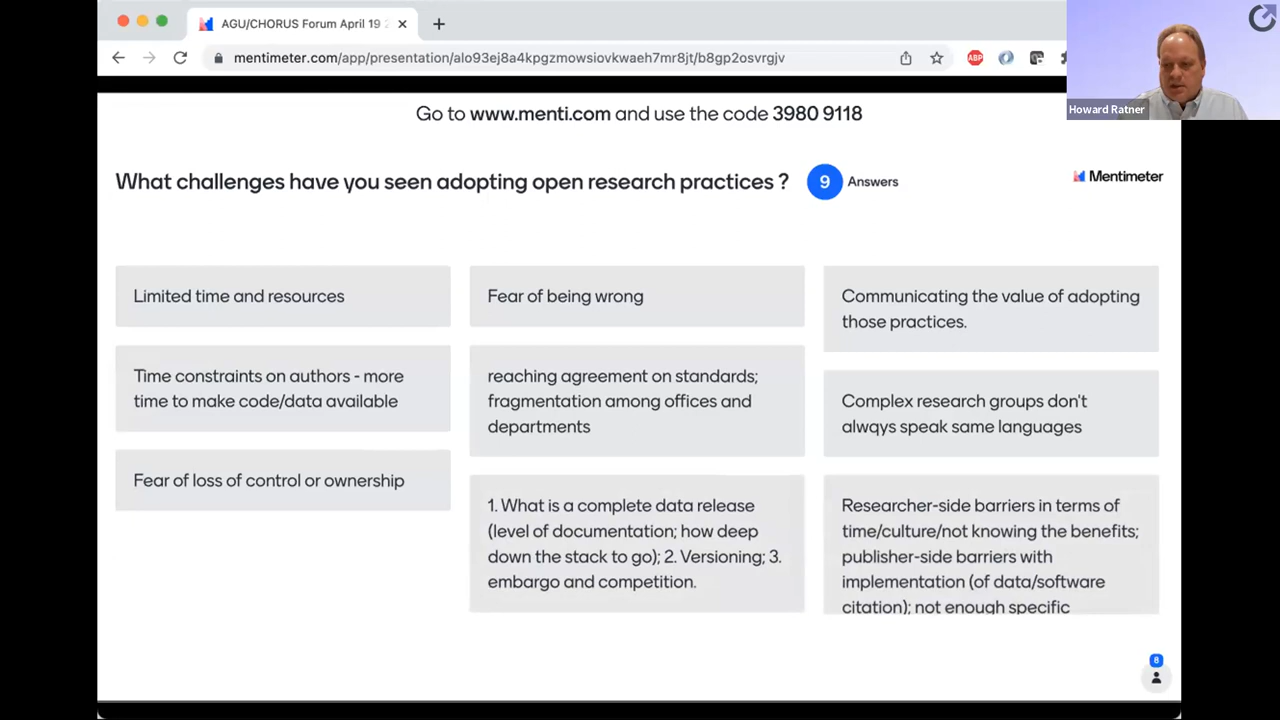 AGU/CHORUS Forum April 19 2
mentimeter.com/app/presentation/alo93ej8a4kpgzmowsiovkwaeh7mr8jt/b8gp2osvrgjv
ABP
Howard Ratner
Go to www.menti.com and use the code 3980 9118
What challenges have you seen adopting open research practices ?
9 Answers
Mentimeter
Limited time and resources
Time constraints on authors - more
time to make code/data available
Fear of loss of control or ownership
Fear of being wrong
reaching agreement on standards;
fragmentation among offices and
departments
1. What is a complete data release
(level of documentation; how deep
down the stack to go); 2. Versioning; 3.
embargo and competition.
Communicating the value of adopting
those practices.
Complex research groups don't
alwqys speak same languages
Researcher-side barriers in terms of
time/culture/not knowing the benefits;
publisher-side barriers with
implementation (of data/software
citation); not enough specific
8